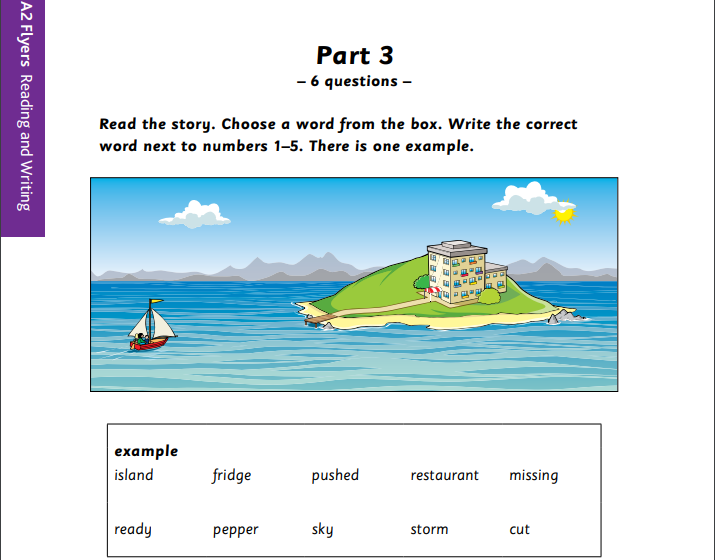 A2 Flyers Reading and Writing
Part 3
– 6 questions –
Read the story. Choose a word from the box. Write the correct
word next to numbers 1–5. There is one example.
example
island fridge pushed restaurant missing
ready pepper sky storm cut